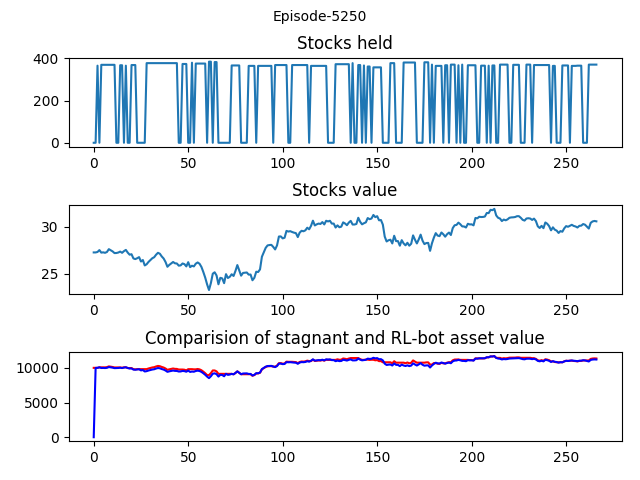 Episode-5250
Stocks held
400
200
0
0 50 100 150 200 250
Stocks value
30
25
0 50 100 150 200 250
Comparision of stagnant and RL-bot asset value
10000
5000
0
0 50 100 150 200 250